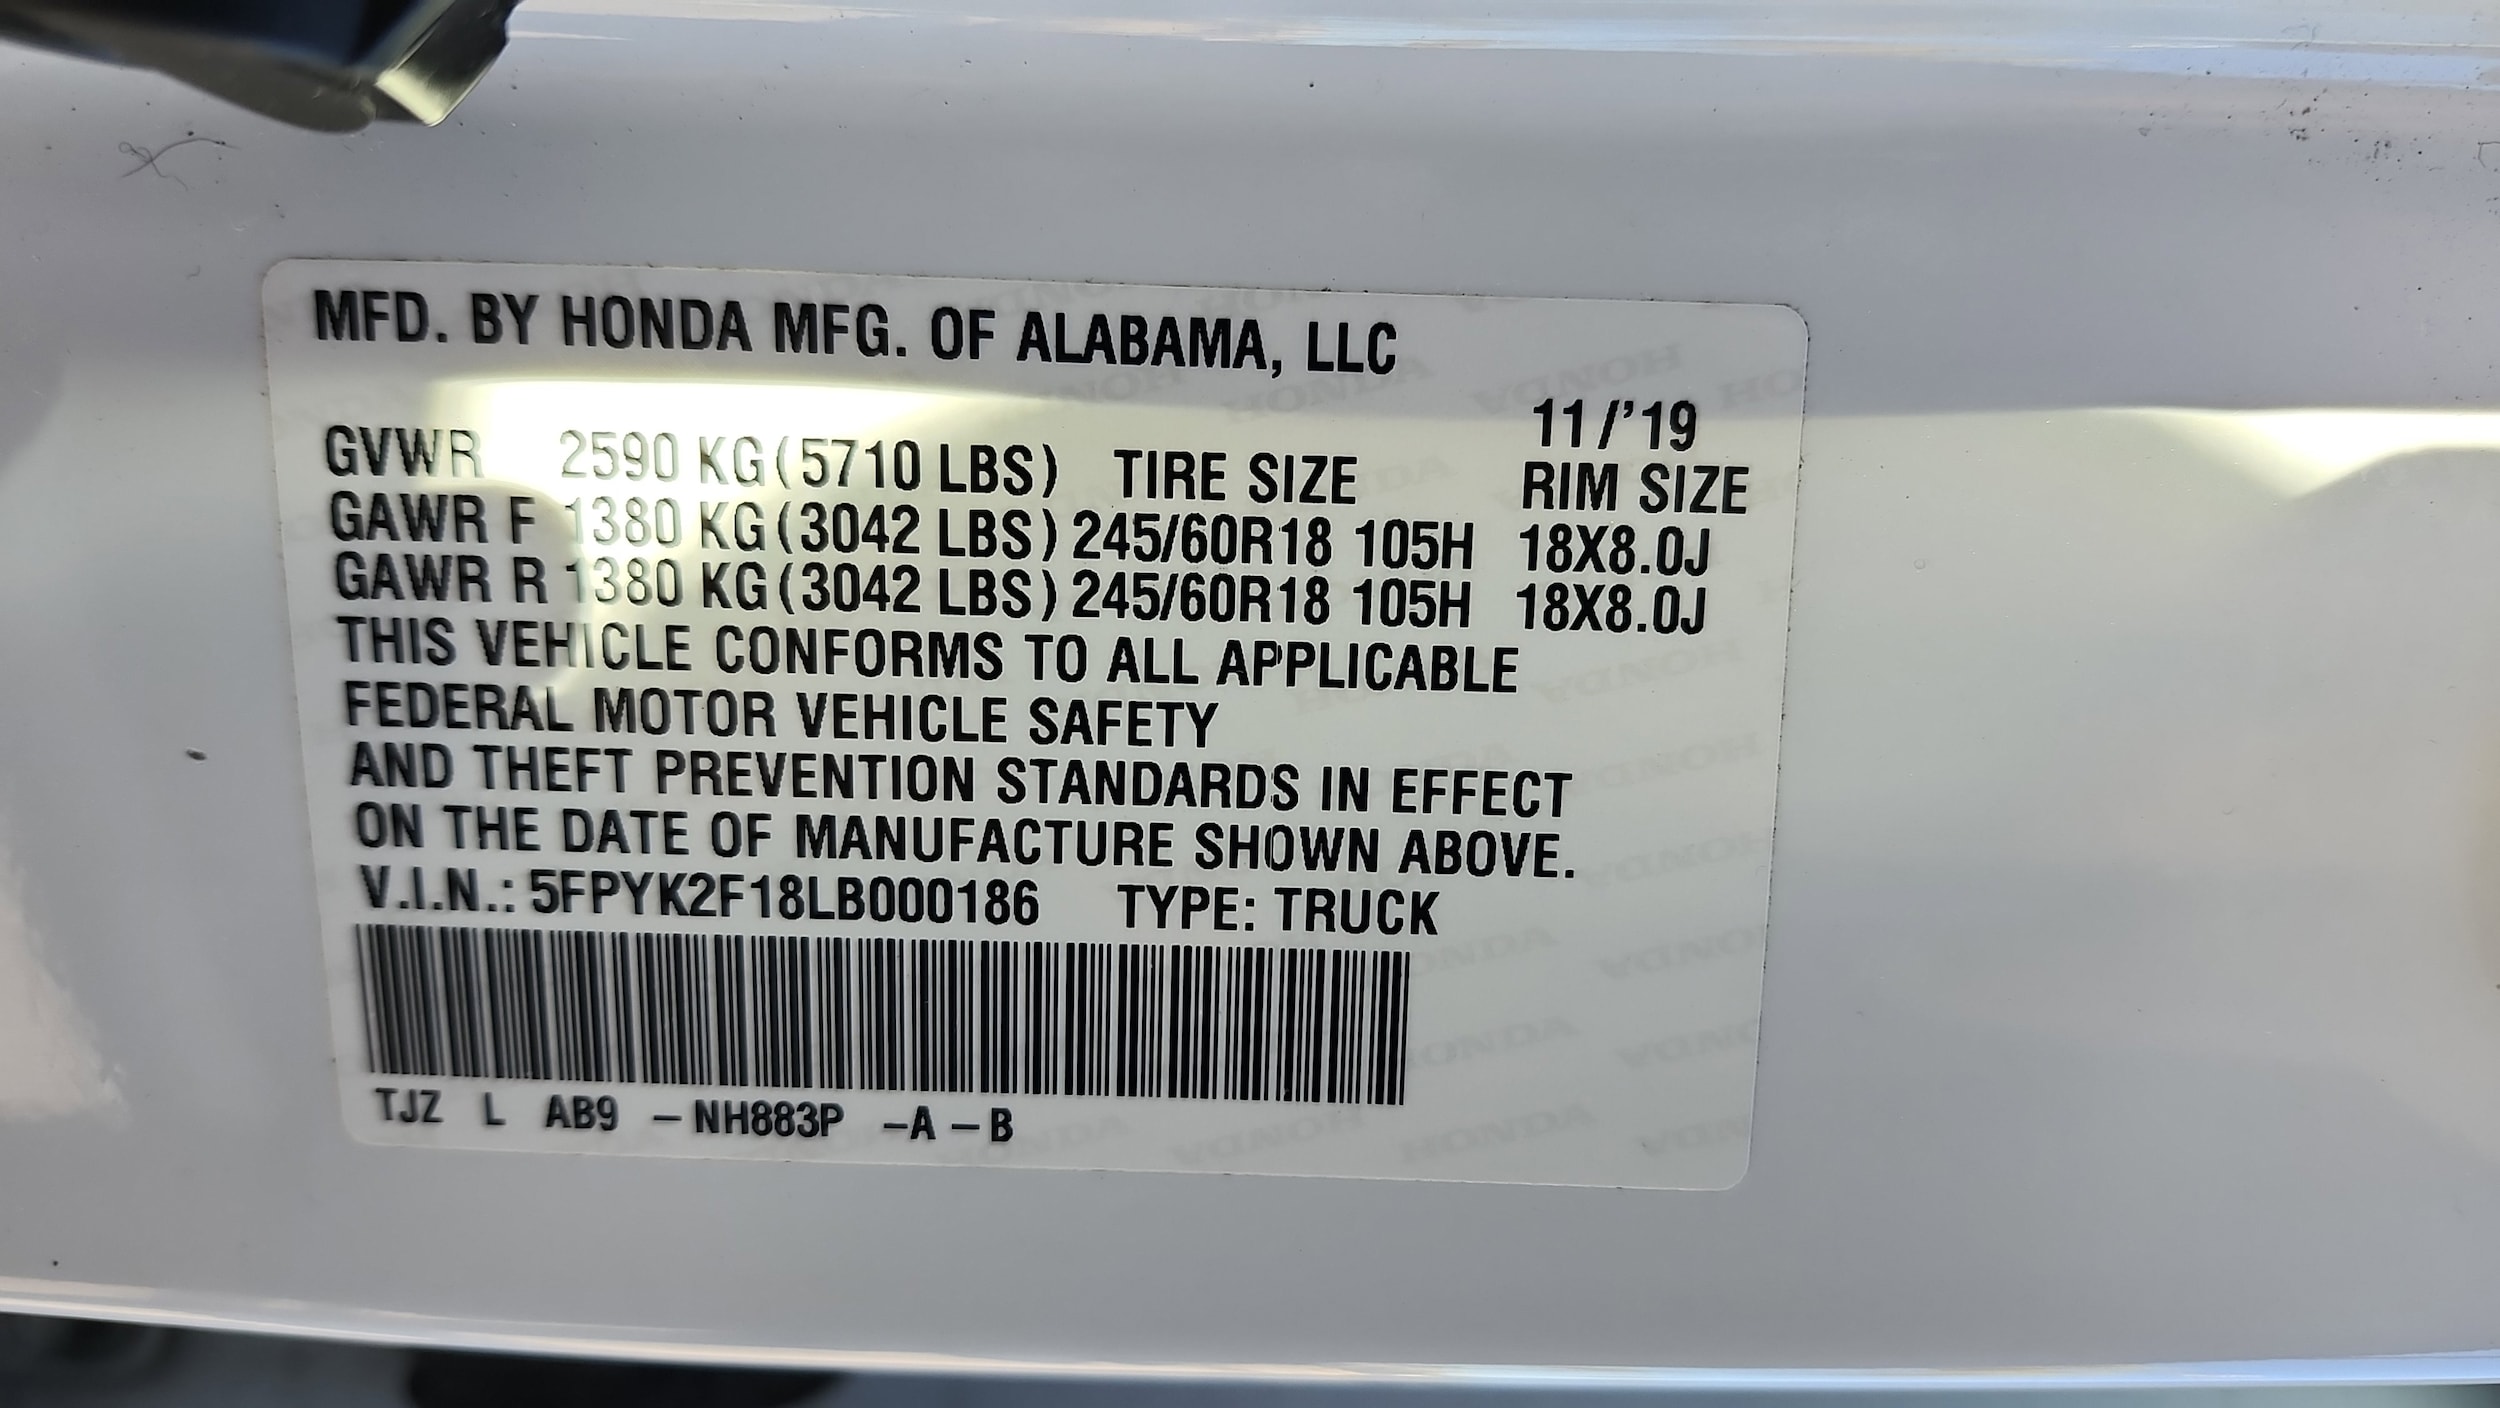 MFD. BY HONDA MFG. OF ALABAMA, LLC
11/'19
GVWR 2590 KG (5710 LBS) TIRE SIZE RIM SIZE
GAWR F 1380 KG (3042 LBS) 245/60R18 105H 18X8.0J
GAWR R 1380 KG (3042 LBS) 245/60R18 105H 18X8.0J
THIS VEHICLE CONFORMS TO ALL APPLICABLE
FEDERAL MOTOR VEHICLE SAFETY
AND THEFT PREVENTION STANDARDS IN EFFECT
ON THE DATE OF MANUFACTURE SHOWN ABOVE.
V.I.N.: 5FPYK2F18LB000186 TYPE: TRUCK
TJZ L AB9 -NH883P -A-B